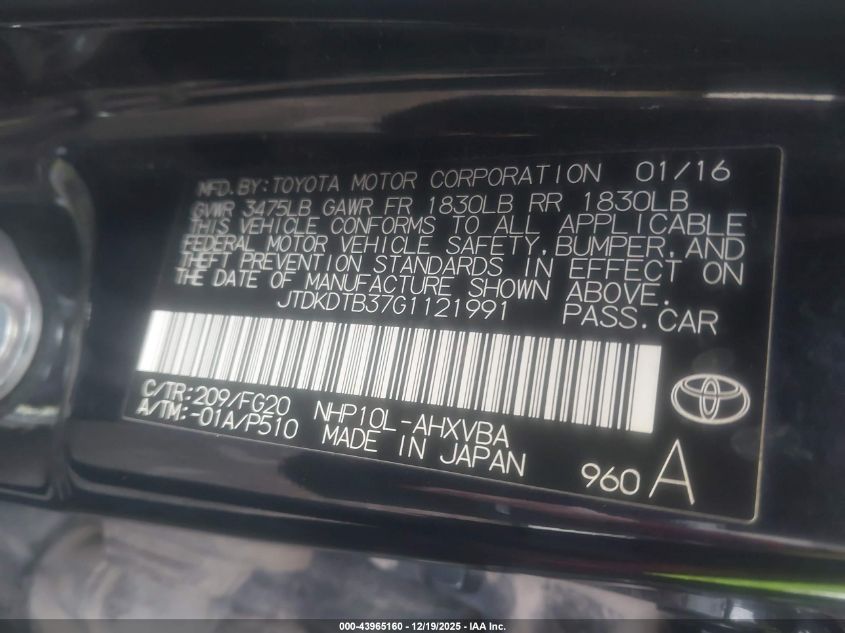 MFD. BY: TOYOTA MOTOR CORPORATION 01/16
GVWR 3475LB GAWR FR 1830LB RR 1830LB
THIS VEHICLE CONFORMS TO ALL APPLICABLE
FEDERAL MOTOR VEHICLE SAFETY, BUMPER, AND
THEFT PREVENTION STANDARDS IN EFFECT ON
THE DATE OF MANUFACTURE SHOWN ABOVE.
JTDKDTB37G1121991 PASS. CAR
C/TR: 209/FG20 NHP10L-AHXVBA
A/TM: -01A/P510 MADE IN JAPAN
960 A
000-43965160 - 12/19/2025 - IAA Inc.